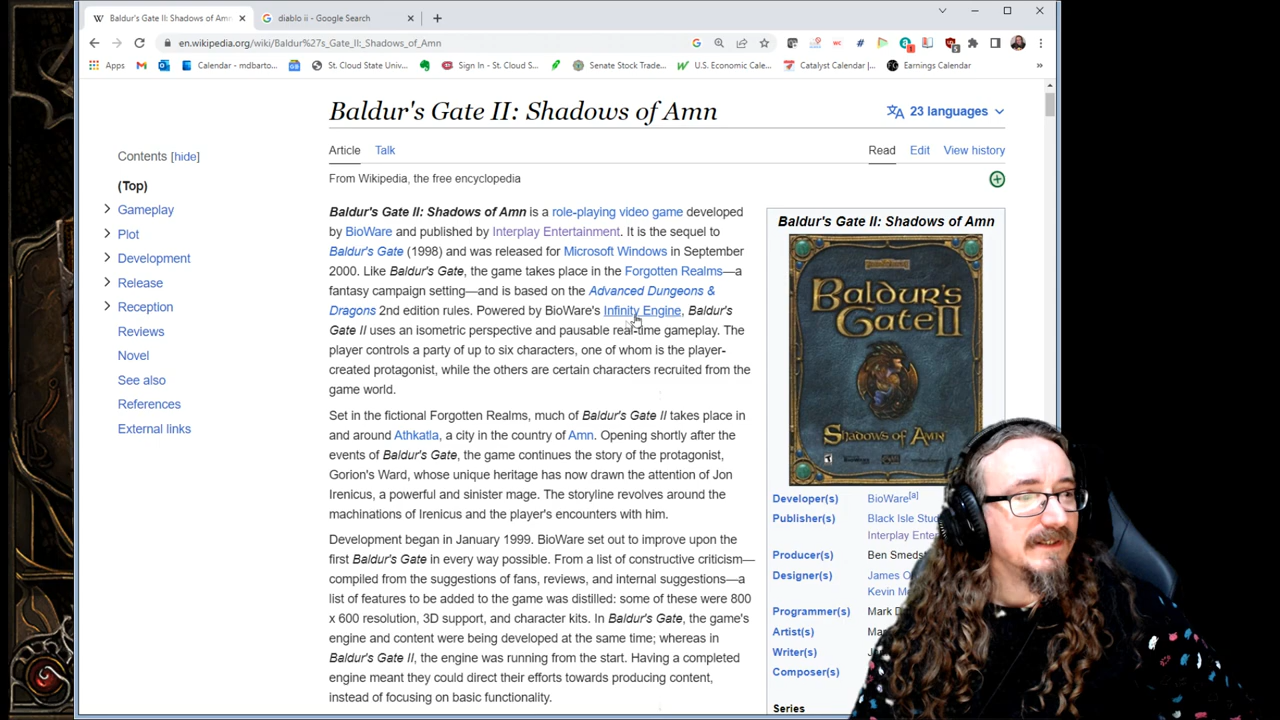 Baldur's Gate II: Shadows of Amn
diablo ii - Google Search
en.wikipedia.org/wiki/Baldur%27s_Gate_II:_Shadows_of_Amn
Apps
Calendar - mdbarto...
St. Cloud State Univ...
Sign In - St. Cloud S...
Senate Stock Trade...
U.S. Economic Cale...
Catalyst Calendar |...
Earnings Calendar
»
Baldur's Gate II: Shadows of Amn
23 languages
Contents [hide]
(Top)
Gameplay
Plot
Development
Release
Reception
Reviews
Novel
See also
References
External links
Article Talk
Read Edit View history
From Wikipedia, the free encyclopedia
Baldur's Gate II: Shadows of Amn is a role-playing video game developed
by BioWare and published by Interplay Entertainment. It is the sequel to
Baldur's Gate (1998) and was released for Microsoft Windows in September
2000. Like Baldur's Gate, the game takes place in the Forgotten Realms—a
fantasy campaign setting—and is based on the Advanced Dungeons &
Dragons 2nd edition rules. Powered by BioWare's Infinity Engine, Baldur's
Gate II uses an isometric perspective and pausable real-time gameplay. The
player controls a party of up to six characters, one of whom is the player-
created protagonist, while the others are certain characters recruited from the
game world.
Set in the fictional Forgotten Realms, much of Baldur's Gate II takes place in
and around Athkatla, a city in the country of Amn. Opening shortly after the
events of Baldur's Gate, the game continues the story of the protagonist,
Gorion's Ward, whose unique heritage has now drawn the attention of Jon
Irenicus, a powerful and sinister mage. The storyline revolves around the
machinations of Irenicus and the player's encounters with him.
Development began in January 1999. BioWare set out to improve upon the
first Baldur's Gate in every way possible. From a list of constructive criticism—
compiled from the suggestions of fans, reviews, and internal suggestions—a
list of features to be added to the game was distilled: some of these were 800
x 600 resolution, 3D support, and character kits. In Baldur's Gate, the game's
engine and content were being developed at the same time; whereas in
Baldur's Gate II, the engine was running from the start. Having a completed
engine meant they could direct their efforts towards producing content,
instead of focusing on basic functionality.
Baldur's Gate II: Shadows of Amn
Baldur's
Gate II
Shadows of Amn
Developer(s) BioWare[a]
Publisher(s) Black Isle Stud
Interplay Enter
Producer(s) Ben Smeds
Designer(s) James O
Kevin M
Programmer(s) Mark D
Artist(s) Mar
Writer(s)
Composer(s)
Series